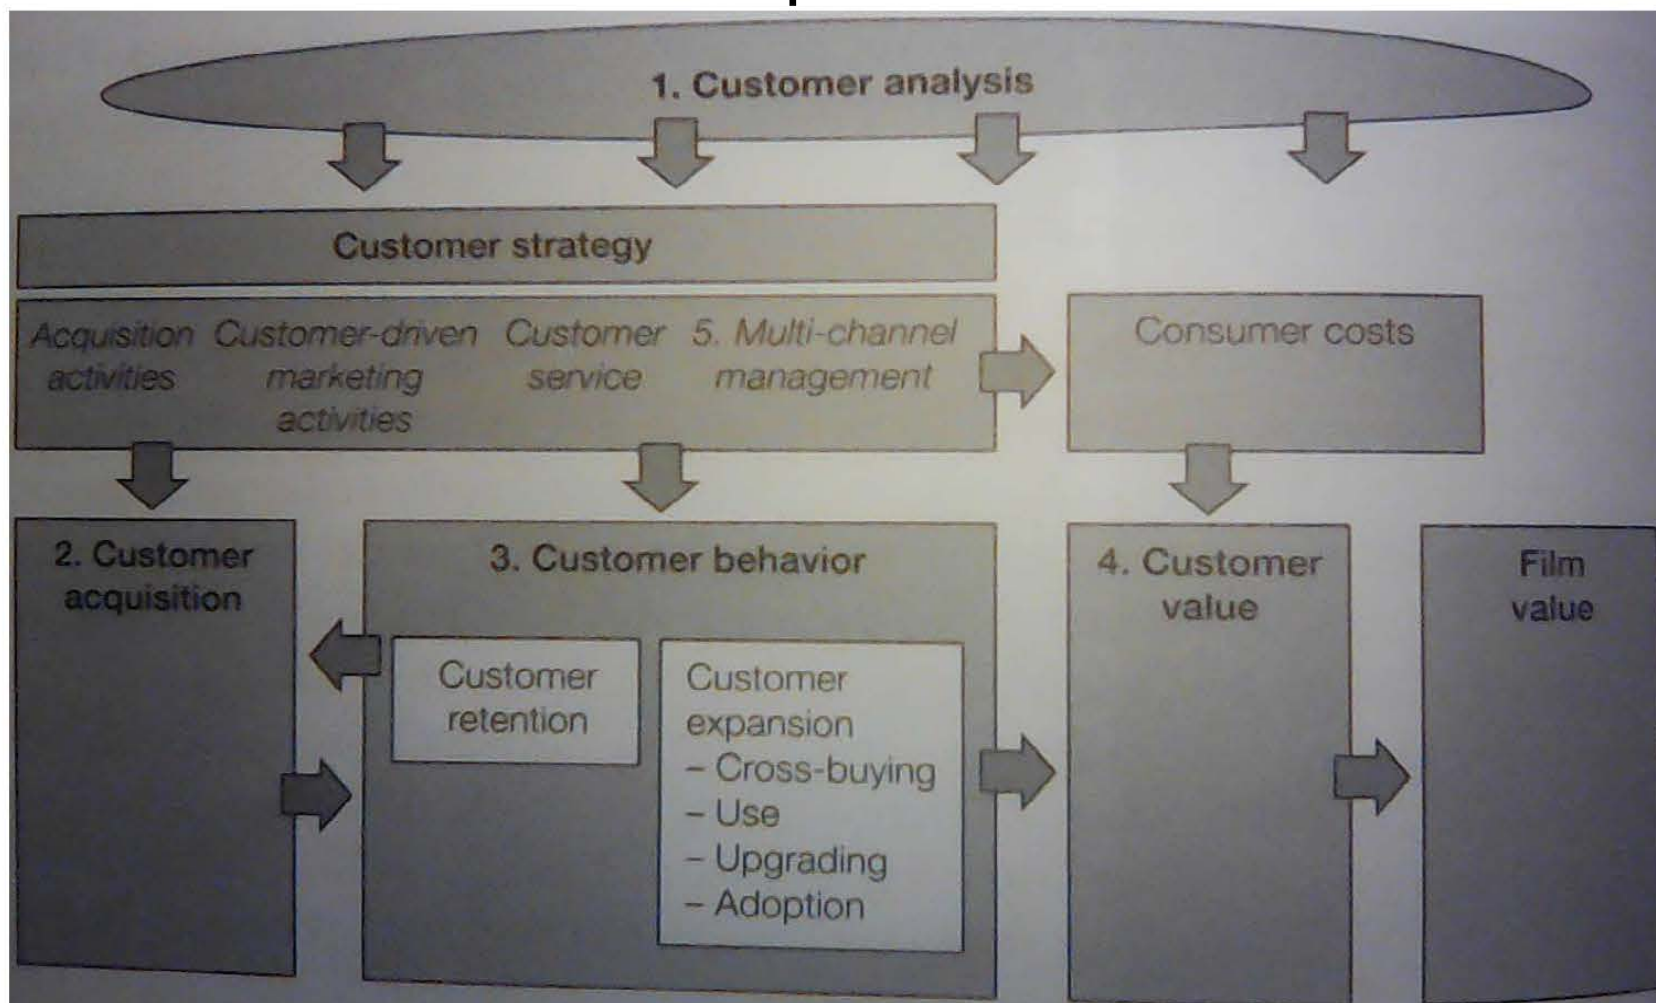 1. Customer analysis
Customer strategy
Acquisition
activities
Customer-driven
marketing
activities
Customer
service
5. Multi-channel
management
Consumer costs
2. Customer
acquisition
3. Customer behavior
Customer
retention
Customer
expansion
– Cross-buying
– Use
– Upgrading
– Adoption
4. Customer
value
Film
value